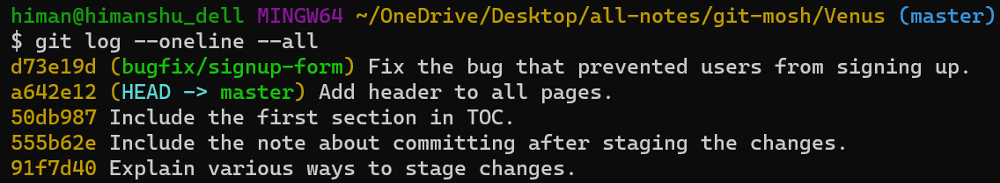 himan@himanshu_dell MINGW64 ~/OneDrive/Desktop/all-notes/git-mosh/Venus (master)
$ git log --oneline --all
d73e19d (bugfix/signup-form) Fix the bug that prevented users from signing up.
a642e12 (HEAD -> master) Add header to all pages.
50db987 Include the first section in TOC.
555b62e Include the note about committing after staging the changes.
91f7d40 Explain various ways to stage changes.